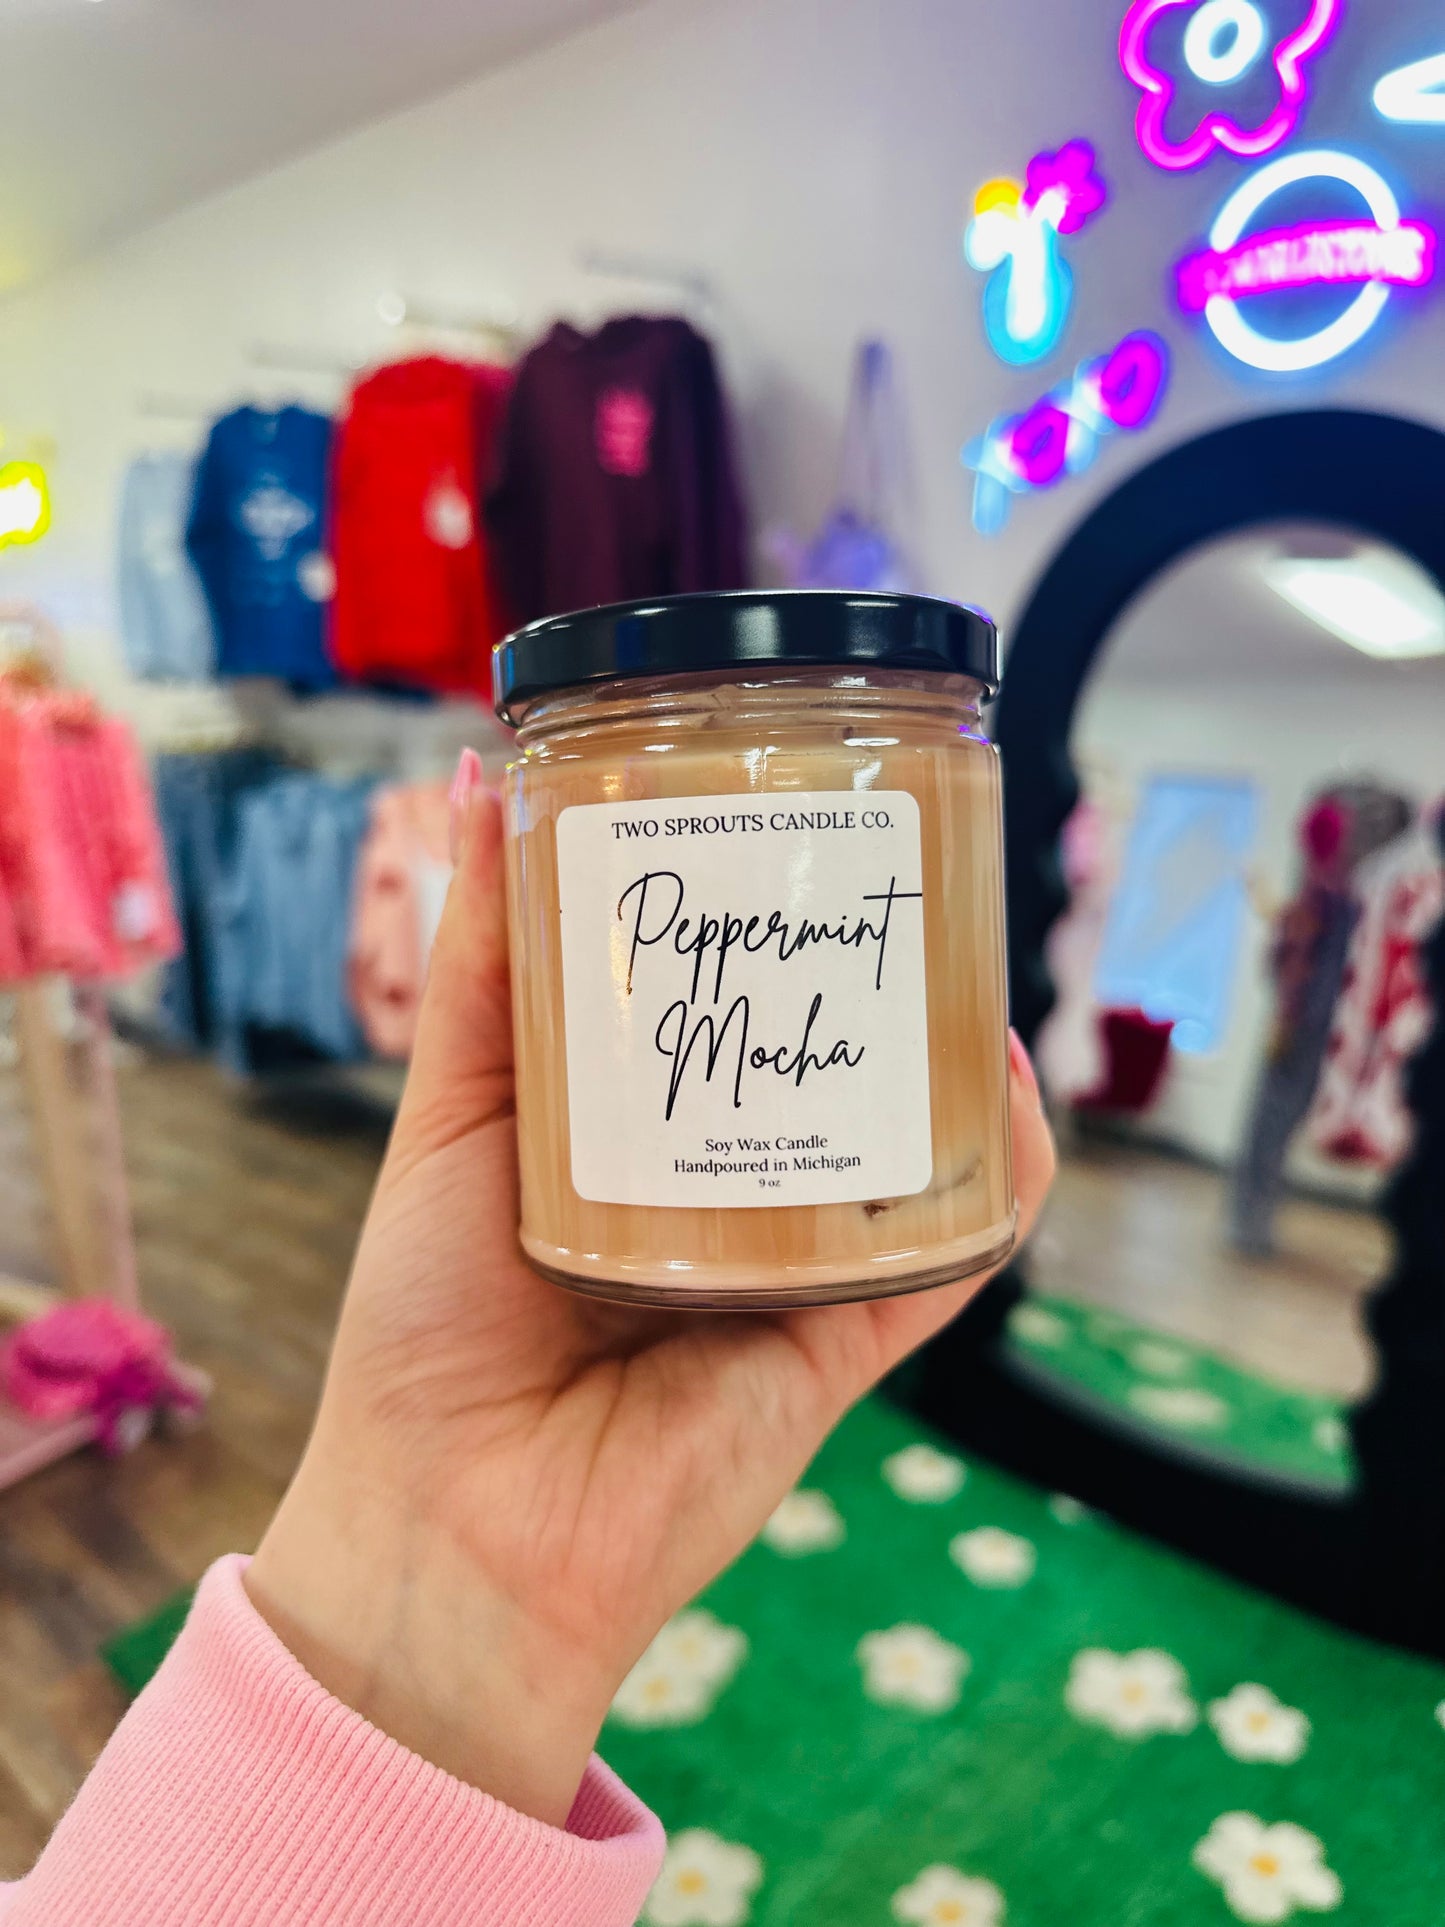 TWO SPROUTS CANDLE CO.
Peppermint
Mocha
Soy Wax Candle
Handpoured in Michigan
9 oz